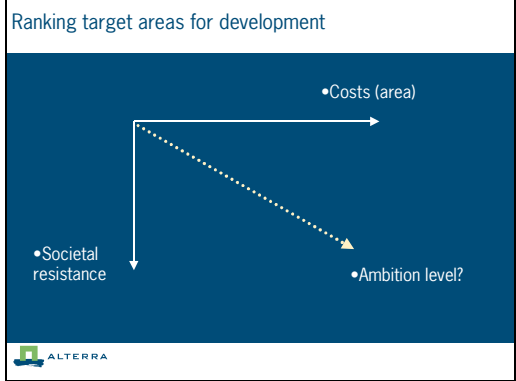 Ranking target areas for development
•Costs (area)
•Societal
resistance
•Ambition level?
ALTERRA